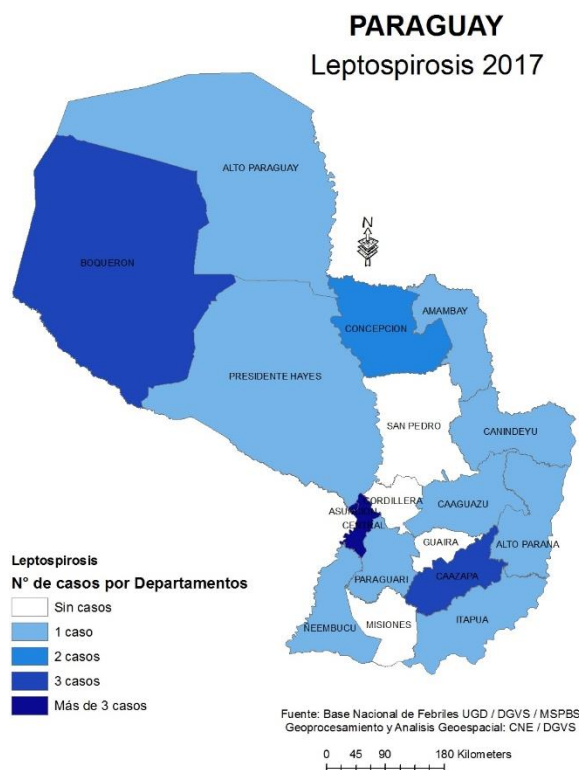 PARAGUAY
Leptospirosis 2017
ALTO PARAGUAY
N
BOQUERON
CONCEPCION
AMAMBAY
PRESIDENTE HAYES
SAN PEDRO
CANINDEYU
CORDILLERA
CAAGUAZU
ASUNCION
CENTRAL
GUAIRA
ALTO PARANA
PARAGUARI
CAAZAPA
ÑEEMBUCU
MISIONES
ITAPUA
Leptospirosis
N° de casos por Departamentos
Sin casos
1 caso
2 casos
3 casos
Más de 3 casos
Fuente: Base Nacional de Febriles UGD / DGVS / MSPBS
Geoprocesamiento y Analisis Geoespacial: CNE / DGVS
0 45 90 180 Kilometers